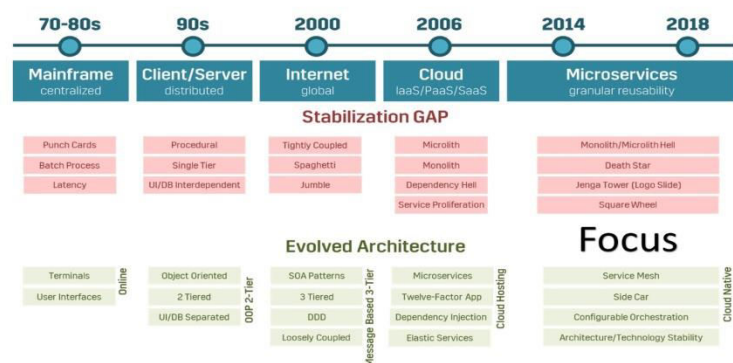 70-80s
90s
2000
2006
2014
2018
Mainframe
centralized
Client/Server
distributed
Internet
global
Cloud
IaaS/PaaS/SaaS
Microservices
granular reusability
Stabilization GAP
Punch Cards
Batch Process
Latency
Procedural
Single Tier
UI/DB Interdependent
Tightly Coupled
Spaghetti
Jumble
Microlith
Monolith
Dependency Hell
Service Proliferation
Monolith/Microlith Hell
Death Star
Jenga Tower (Logo Slide)
Square Wheel
Evolved Architecture
Focus
Terminals
User Interfaces
Online
Object Oriented
2 Tiered
UI/DB Separated
OOP 2-Tier
SOA Patterns
3 Tiered
DDD
Loosely Coupled
Message Based 3-Tier
Microservices
Twelve-Factor App
Dependency Injection
Elastic Services
Cloud Hosting
Service Mesh
Side Car
Configurable Orchestration
Architecture/Technology Stability
Cloud Native